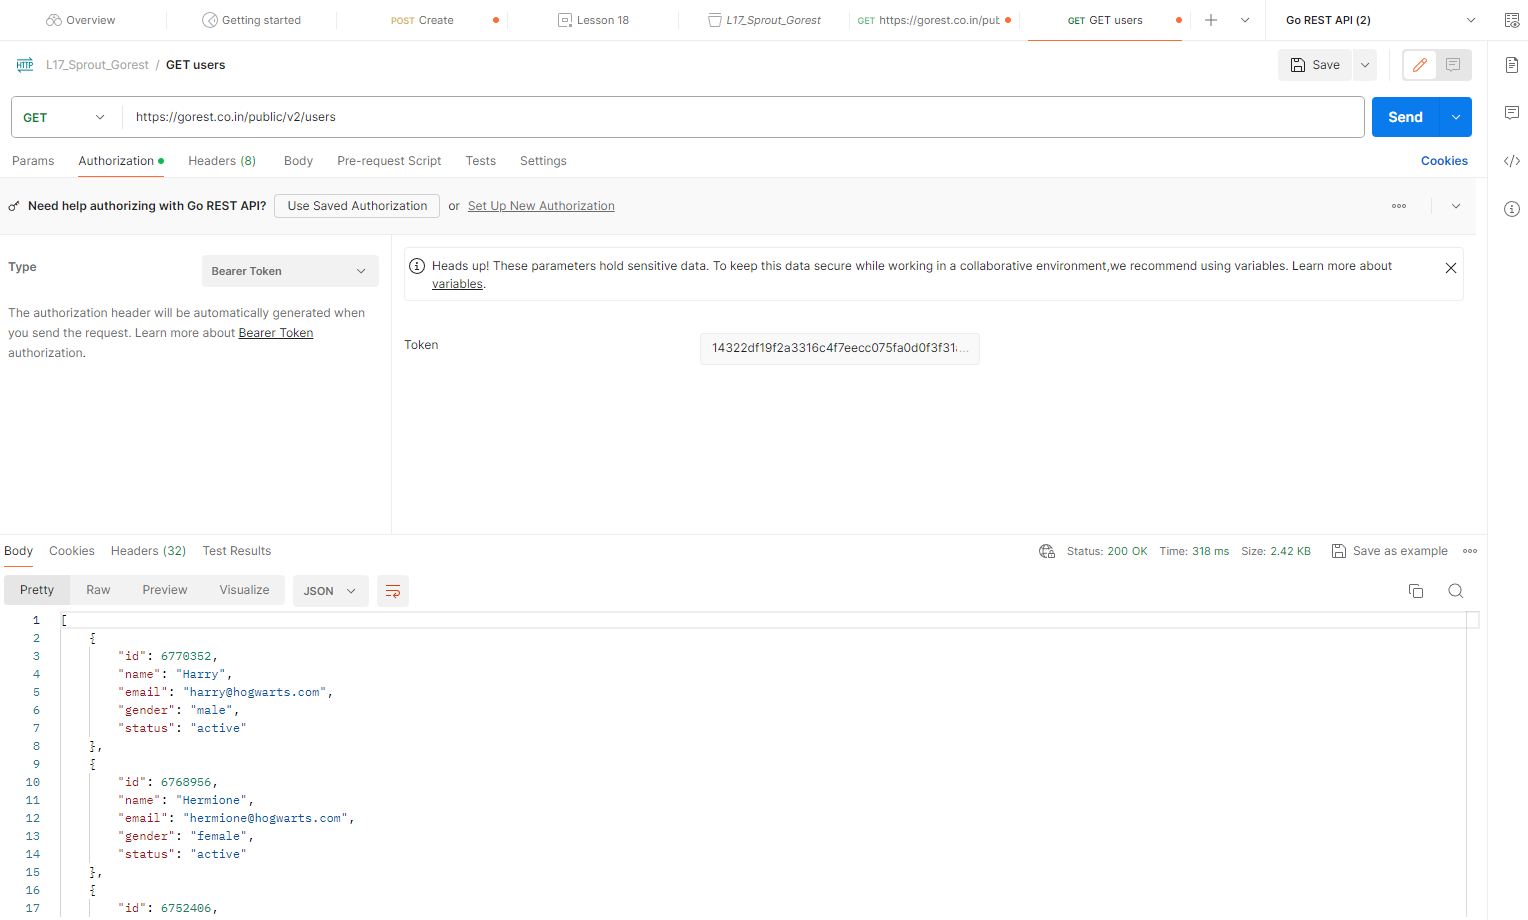 Overview
Getting started
POST Create
Lesson 18
L17_Sprout_Gorest
GET https://gorest.co.in/pub
GET GET users
Go REST API (2)
HTTP L17_Sprout_Gorest / GET users
Save
GET
https://gorest.co.in/public/v2/users
Send
Params
Authorization
Headers (8)
Body
Pre-request Script
Tests
Settings
Cookies
Need help authorizing with Go REST API?
Use Saved Authorization
or
Set Up New Authorization
Type
Bearer Token
The authorization header will be automatically generated when
you send the request. Learn more about Bearer Token
authorization.
Heads up! These parameters hold sensitive data. To keep this data secure while working in a collaborative environment,we recommend using variables. Learn more about
variables.
Token
14322df19f2a3316c4f7eecc075fa0d0f3f31...
Body
Cookies
Headers (32)
Test Results
Status: 200 OK
Time: 318 ms
Size: 2.42 KB
Save as example
Pretty
Raw
Preview
Visualize
JSON
1 [
2 {
3 "id": 6770352,
4 "name": "Harry",
5 "email": "harry@hogwarts.com",
6 "gender": "male",
7 "status": "active"
8 },
9 {
10 "id": 6768956,
11 "name": "Hermione",
12 "email": "hermione@hogwarts.com",
13 "gender": "female",
14 "status": "active"
15 },
16 {
17 "id": 6752406,